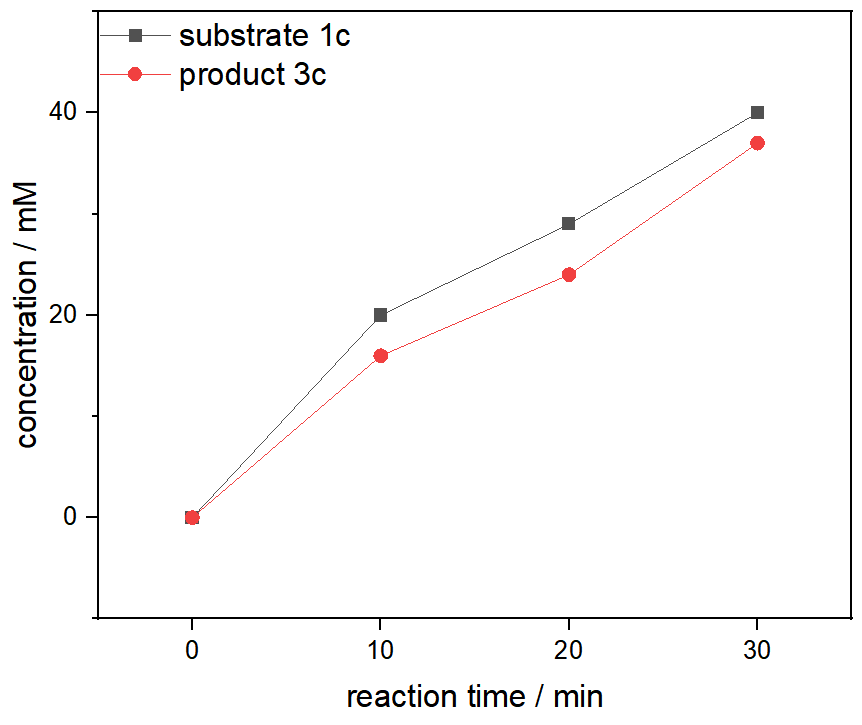 substrate 1c
product 3c
40
20
0
concentration / mM
0 10 20 30
reaction time / min